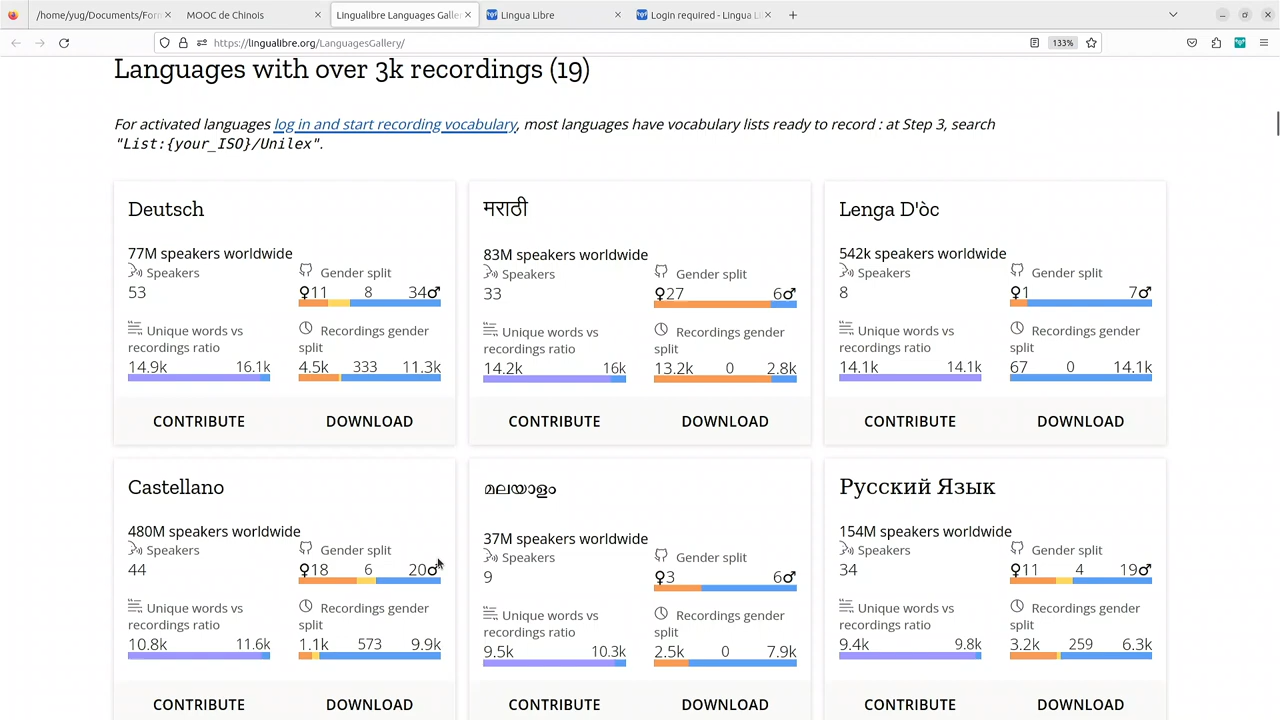 /home/yug/Documents/For
MOOC de Chinois
Lingualibre Languages Galle
Lingua Libre
Login required - Lingua Li
https://lingualibre.org/LanguagesGallery/
133%
Languages with over 3k recordings (19)
For activated languages log in and start recording vocabulary, most languages have vocabulary lists ready to record : at Step 3, search
"List:{your_ISO}/Unilex".
Deutsch
77M speakers worldwide
Speakers
53
Gender split
♀11 8 34♂
Unique words vs
recordings ratio
14.9k 16.1k
Recordings gender
split
4.5k 333 11.3k
CONTRIBUTE
DOWNLOAD
मराठी
83M speakers worldwide
Speakers
33
Gender split
♀27 6♂
Unique words vs
recordings ratio
14.2k 16k
Recordings gender
split
13.2k 0 2.8k
CONTRIBUTE
DOWNLOAD
Lenga D'òc
542k speakers worldwide
Speakers
8
Gender split
♀1 7♂
Unique words vs
recordings ratio
14.1k 14.1k
Recordings gender
split
67 0 14.1k
CONTRIBUTE
DOWNLOAD
Castellano
480M speakers worldwide
Speakers
44
Gender split
♀18 6 20♂
Unique words vs
recordings ratio
10.8k 11.6k
Recordings gender
split
1.1k 573 9.9k
CONTRIBUTE
DOWNLOAD
മലയാളം
37M speakers worldwide
Speakers
9
Gender split
♀3 6♂
Unique words vs
recordings ratio
9.5k 10.3k
Recordings gender
split
2.5k 0 7.9k
CONTRIBUTE
DOWNLOAD
Русский Язык
154M speakers worldwide
Speakers
34
Gender split
♀11 4 19♂
Unique words vs
recordings ratio
9.4k 9.8k
Recordings gender
split
3.2k 259 6.3k
CONTRIBUTE
DOWNLOAD